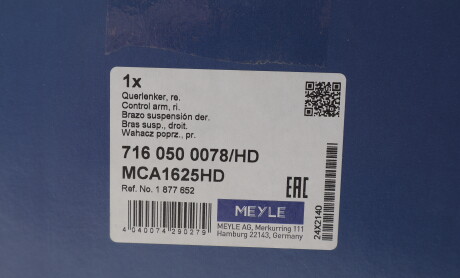 1x
Querlenker, re.
Control arm, ri.
Brazo suspensión der.
Bras susp., droit.
Wahacz poprz., pr.
716 050 0078/HD
MCA1625HD
Ref. No. 1 877 652
EAC
MEYLE
MEYLE AG, Merkurring 111
Hamburg 22143, Germany
4 040074 290279
24X2140